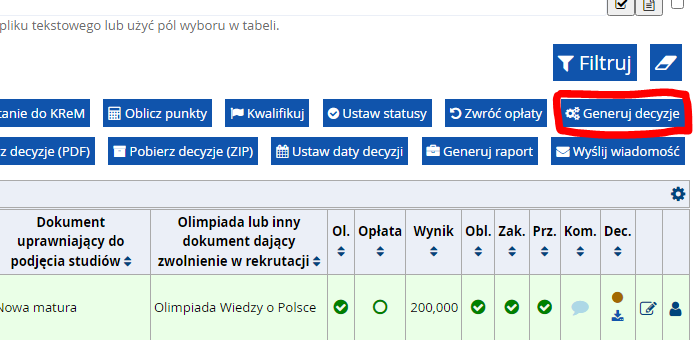 pliku tekstowego lub użyć pól wyboru w tabeli.
Filtruj
tanie do KReM Oblicz punkty Kwalifikuj Ustaw statusy Zwróć opłaty Generuj decyzje
z decyzje (PDF) Pobierz decyzje (ZIP) Ustaw daty decyzji Generuj raport Wyślij wiadomość
Dokument
uprawniający do
podjęcia studiów
Olimpiada lub inny
dokument dający
zwolnienie w rekrutacji
Ol. Opłata Wynik Obl. Zak. Prz. Kom. Dec.
Nowa matura Olimpiada Wiedzy o Polsce 200,000